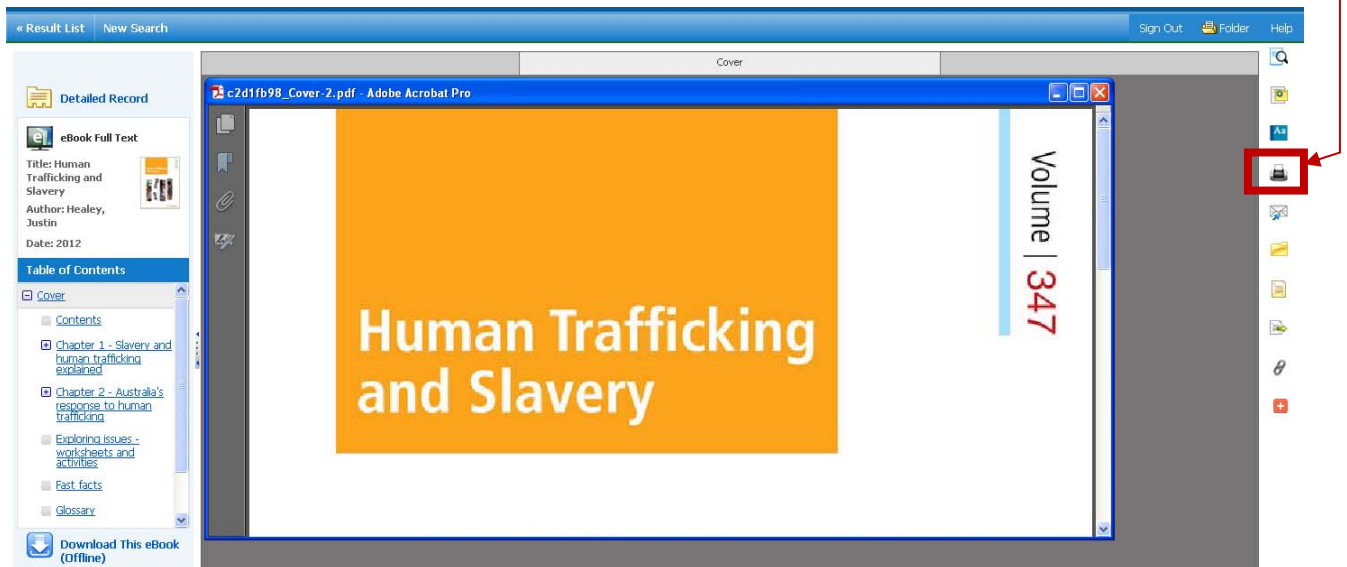 « Result List New Search Sign Out Folder Help
Cover
Detailed Record
eBook Full Text
Title: Human
Trafficking and
Slavery
Author: Healey,
Justin
Date: 2012
Table of Contents
Cover
Contents
Chapter 1 - Slavery and
human trafficking
explained
Chapter 2 - Australia's
response to human
trafficking
Exploring issues -
worksheets and
activities
Fast facts
Glossary
Download This eBook
(Offline)
c2d1fb98_Cover-2.pdf - Adobe Acrobat Pro
Human Trafficking
and Slavery
Volume | 347
Aa